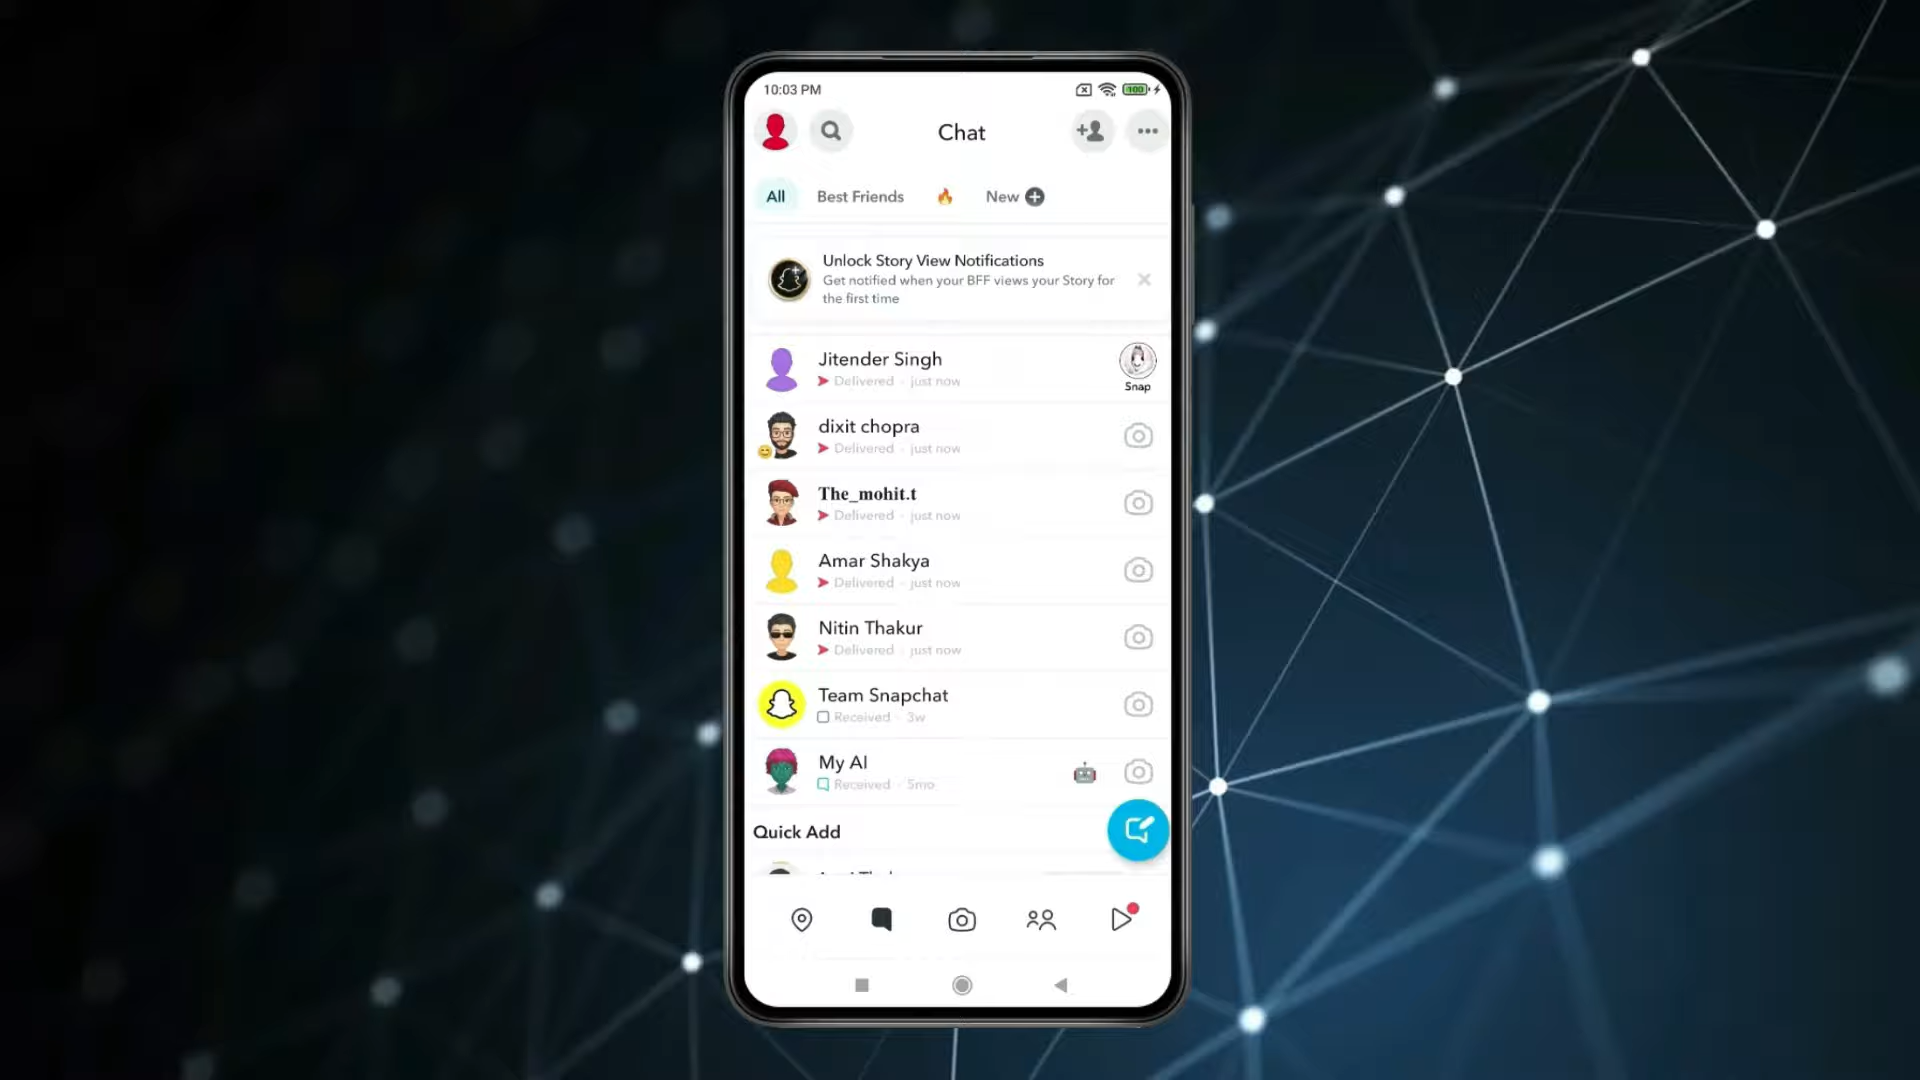 10:03 PM
100
Chat
All
Best Friends
New
Unlock Story View Notifications
Get notified when your BFF views your Story for
the first time
Jitender Singh
Delivered · just now
Snap
dixit chopra
Delivered · just now
The_mohit.t
Delivered · just now
Amar Shakya
Delivered · just now
Nitin Thakur
Delivered · just now
Team Snapchat
Received · 3w
My AI
Received · 5mo
Quick Add